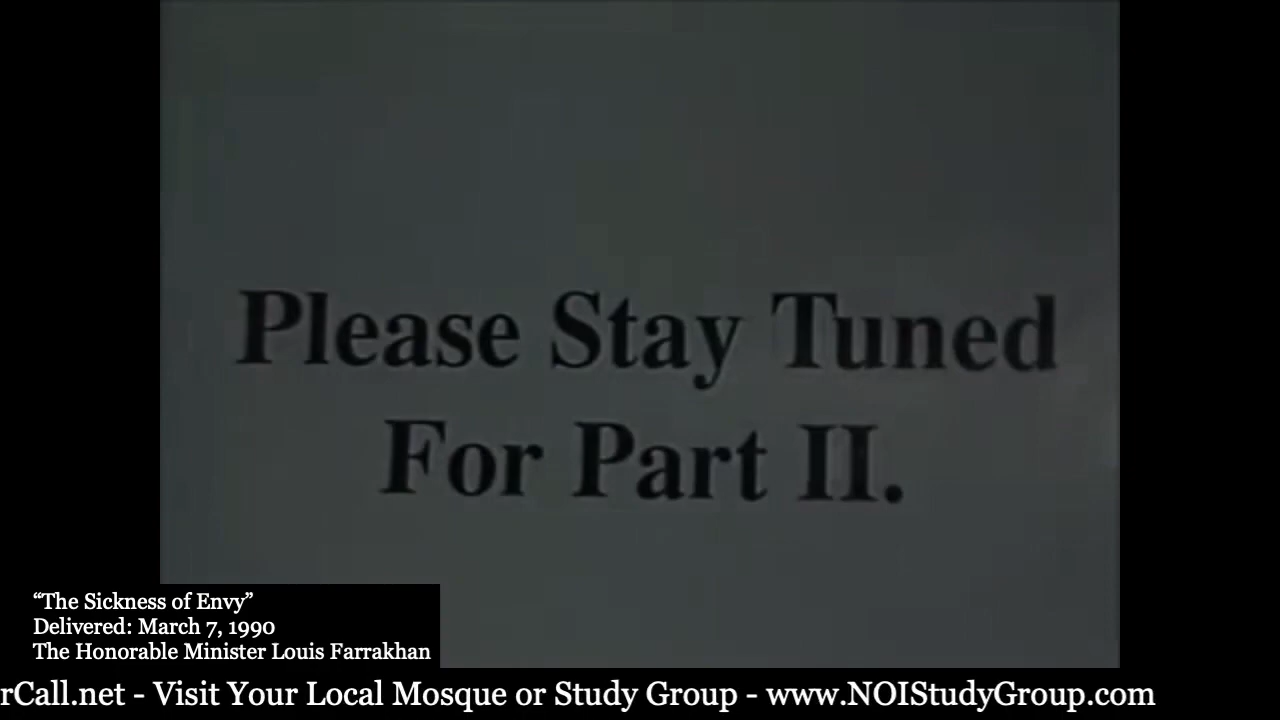 Please Stay Tuned
For Part II.
“The Sickness of Envy”
Delivered: March 7, 1990
The Honorable Minister Louis Farrakhan
rCall.net - Visit Your Local Mosque or Study Group - www.NOIStudyGroup.com